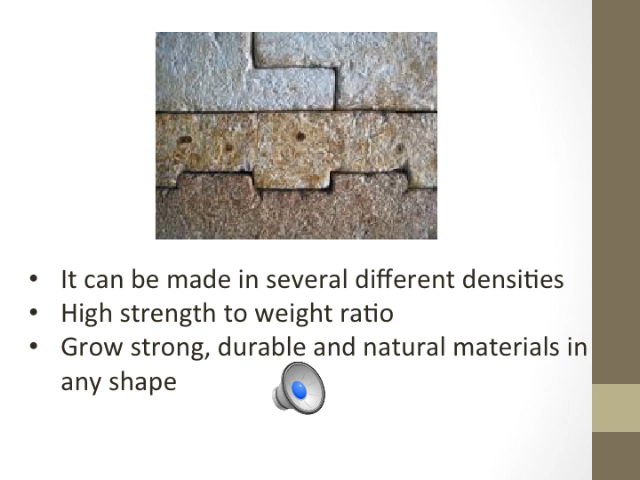 • It can be made in several different densities
• High strength to weight ratio
• Grow strong, durable and natural materials in
any shape